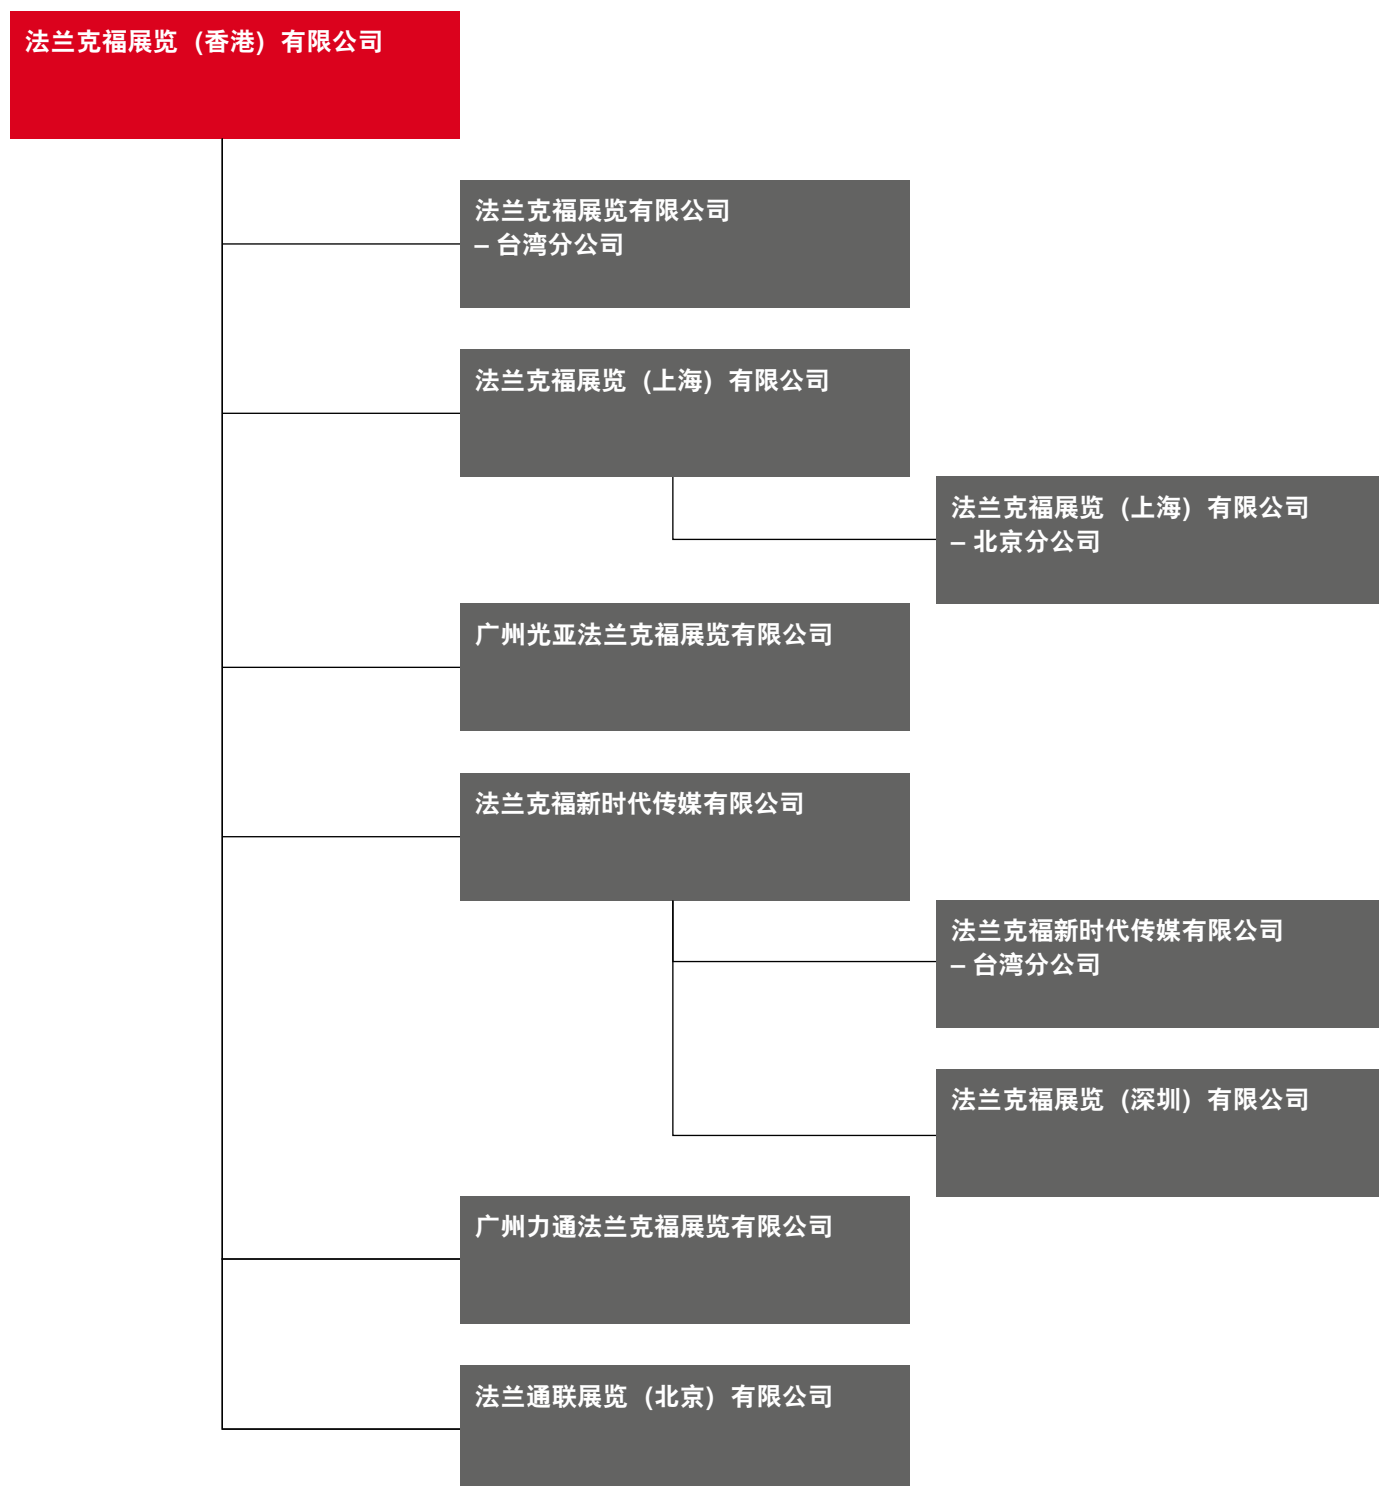 法兰克福展览（香港）有限公司
法兰克福展览有限公司
– 台湾分公司
法兰克福展览（上海）有限公司
法兰克福展览（上海）有限公司
– 北京分公司
广州光亚法兰克福展览有限公司
法兰克福新时代传媒有限公司
法兰克福新时代传媒有限公司
– 台湾分公司
法兰克福展览（深圳）有限公司
广州力通法兰克福展览有限公司
法兰通联展览（北京）有限公司